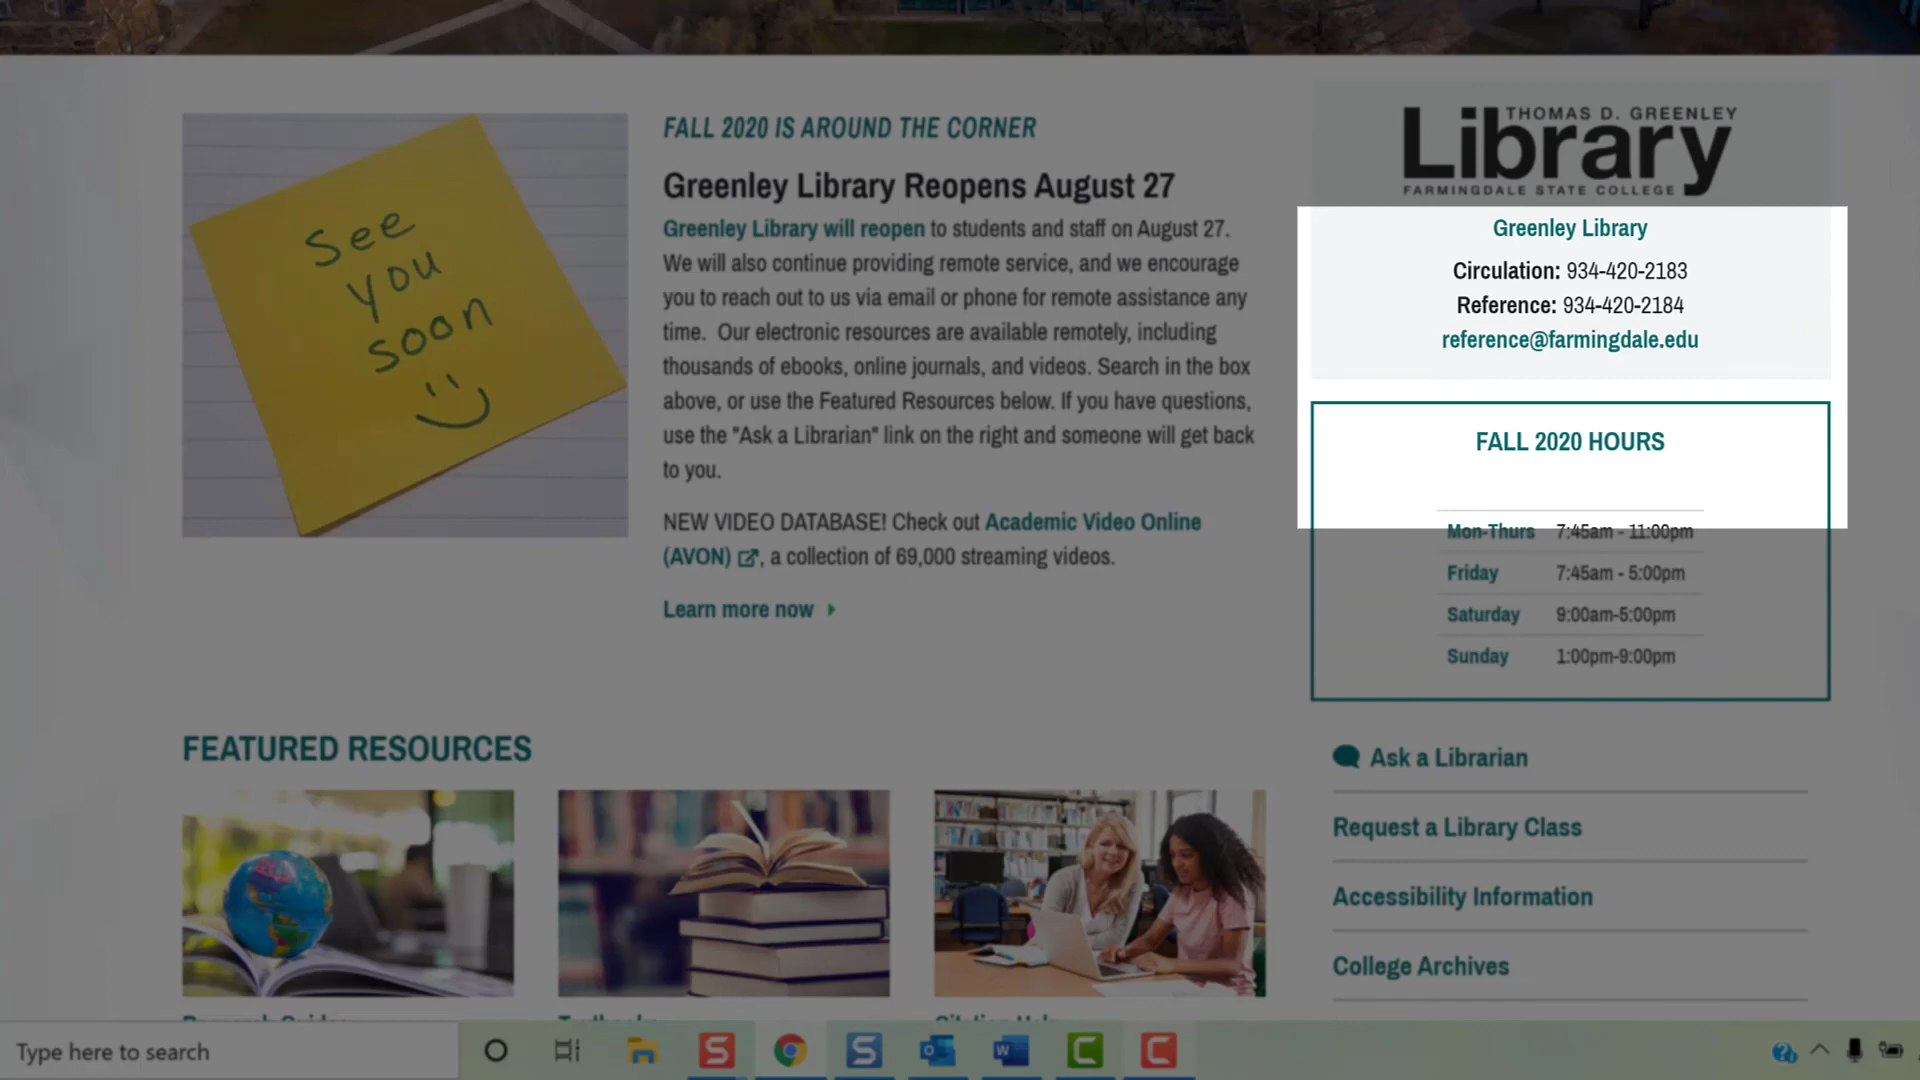 See
you
soon
FALL 2020 IS AROUND THE CORNER
Greenley Library Reopens August 27
Greenley Library will reopen to students and staff on August 27.
We will also continue providing remote service, and we encourage
you to reach out to us via email or phone for remote assistance any
time. Our electronic resources are available remotely, including
thousands of ebooks, online journals, and videos. Search in the box
above, or use the Featured Resources below. If you have questions,
use the "Ask a Librarian" link on the right and someone will get back
to you.
NEW VIDEO DATABASE! Check out Academic Video Online
(AVON), a collection of 69,000 streaming videos.
Learn more now
THOMAS D. GREENLEY
Library
FARMINGDALE STATE COLLEGE
Greenley Library
Circulation: 934-420-2183
Reference: 934-420-2184
reference@farmingdale.edu
FALL 2020 HOURS
Mon-Thurs 7:45am - 11:00pm
Friday 7:45am - 5:00pm
Saturday 9:00am-5:00pm
Sunday 1:00pm-9:00pm
FEATURED RESOURCES
Ask a Librarian
Request a Library Class
Accessibility Information
College Archives
Type here to search